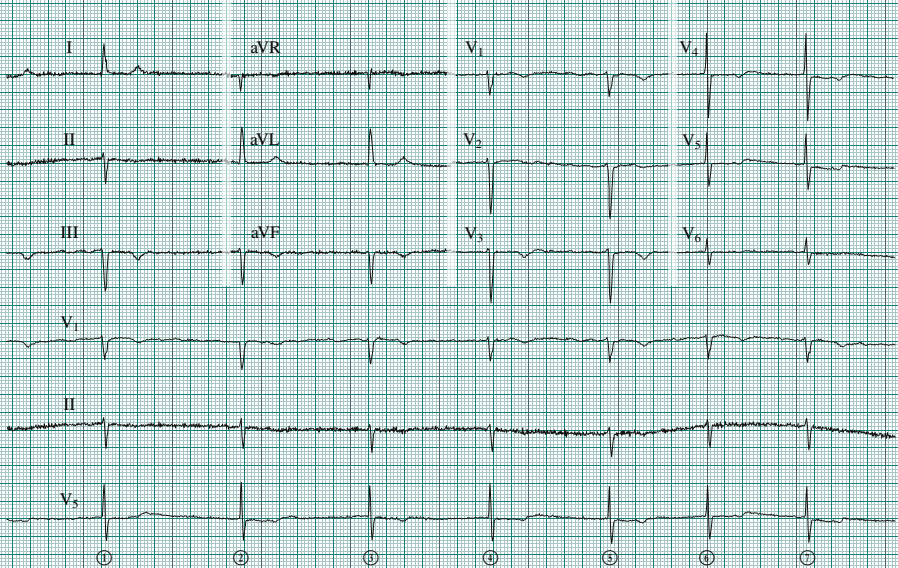 I aVR V₁ V₄
II aVL V₂ V₅
III aVF V₃ V₆
V₁
II
V₅
① ② ③ ④ ⑤ ⑥ ⑦